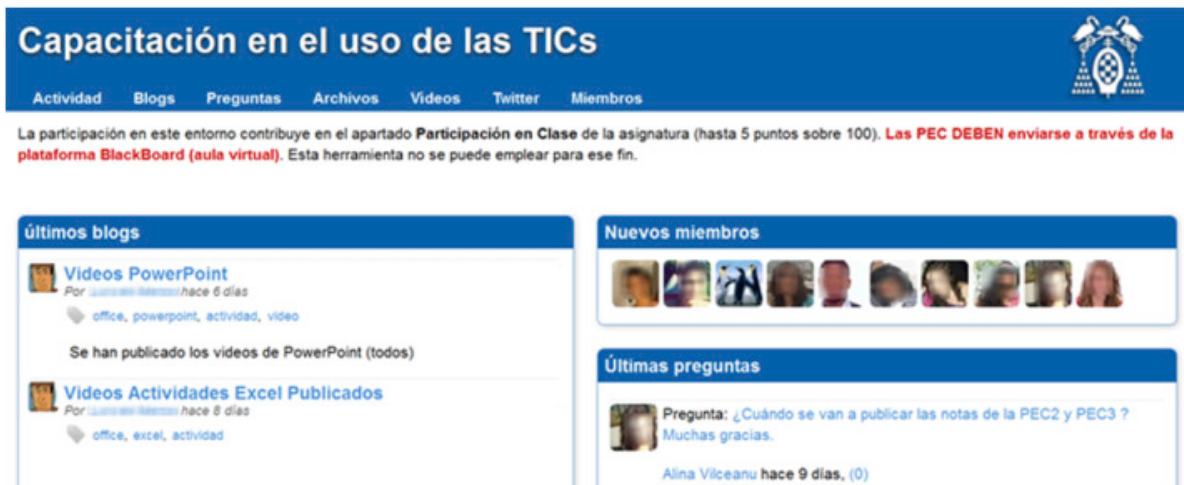 Capacitación en el uso de las TICs
Actividad Blogs Preguntas Archivos Videos Twitter Miembros
La participación en este entorno contribuye en el apartado Participación en Clase de la asignatura (hasta 5 puntos sobre 100). Las PEC DEBEN enviarse a través de la
plataforma BlackBoard (aula virtual). Esta herramienta no se puede emplear para ese fin.
últimos blogs
Videos PowerPoint
Por hace 6 días
office, powerpoint, actividad, video
Se han publicado los videos de PowerPoint (todos)
Videos Actividades Excel Publicados
Por hace 8 días
office, excel, actividad
Nuevos miembros
Últimas preguntas
Pregunta: ¿Cuándo se van a publicar las notas de la PEC2 y PEC3 ?
Muchas gracias.
Alina Vilceanu hace 9 días, (0)